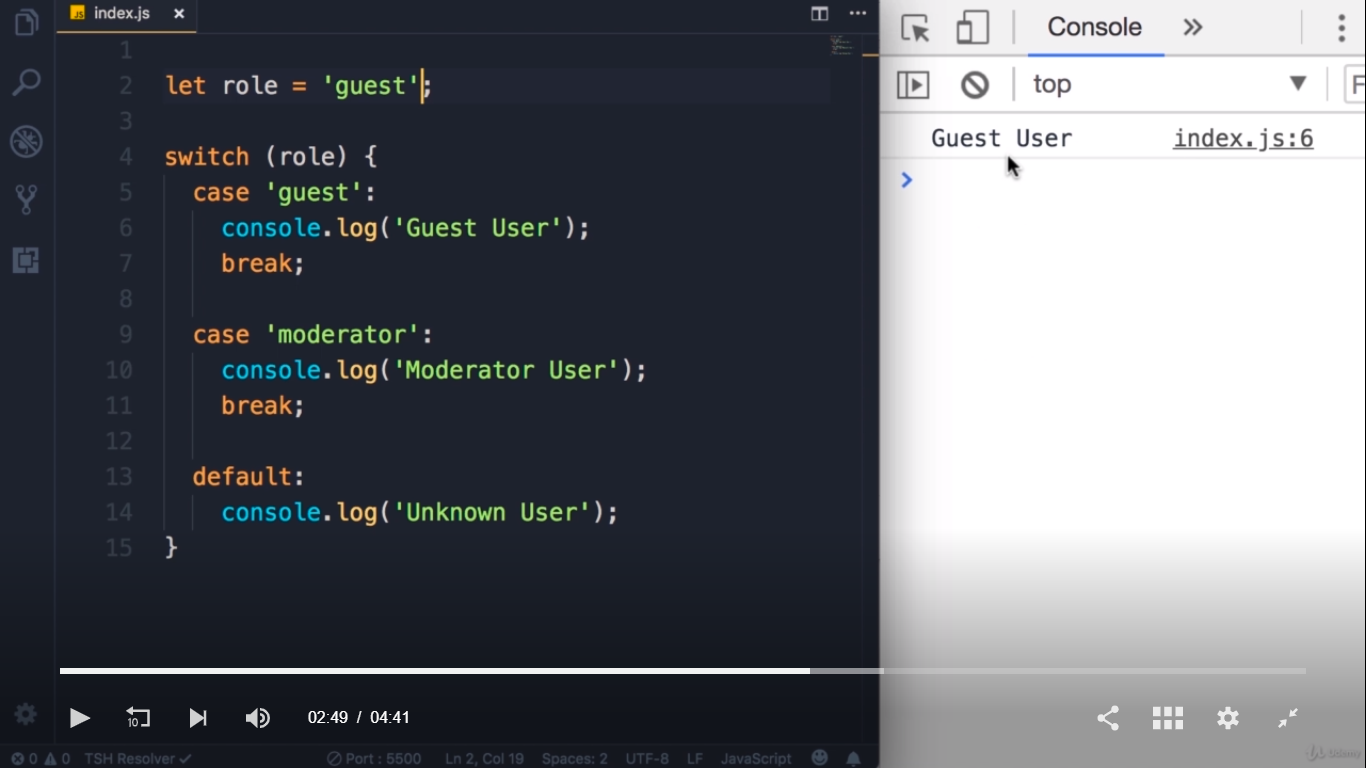 index.js
1
2 let role = 'guest';
3
4 switch (role) {
5 case 'guest':
6 console.log('Guest User');
7 break;
8
9 case 'moderator':
10 console.log('Moderator User');
11 break;
12
13 default:
14 console.log('Unknown User');
15 }
Console
top
F
Guest User index.js:6
10
02:49 / 04:41
0 0 TSH Resolver Port : 5500 Ln 2, Col 19 Spaces: 2 UTF-8 LF JavaScript
Udemy